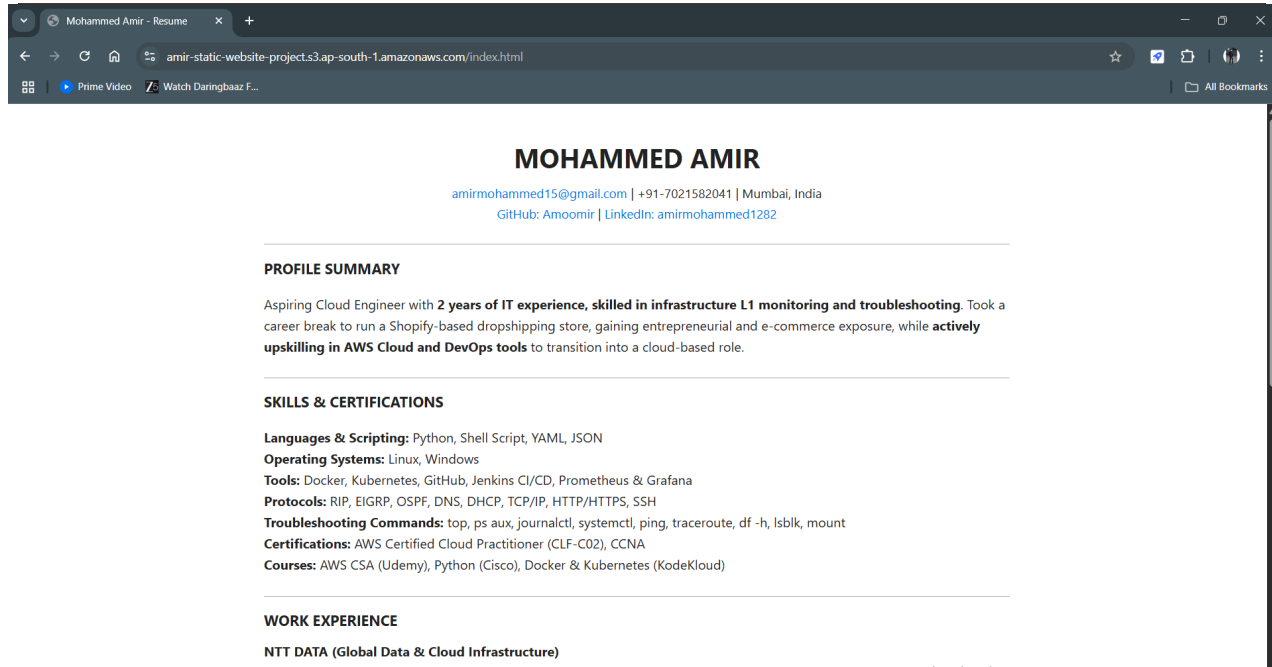 Mohammed Amir - Resume
amir-static-website-project.s3.ap-south-1.amazonaws.com/index.html
Prime Video
Watch Daringbaaz F...
All Bookmarks
MOHAMMED AMIR
amirmohammed15@gmail.com | +91-7021582041 | Mumbai, India
GitHub: Amoomir | LinkedIn: amirmohammed1282
PROFILE SUMMARY
Aspiring Cloud Engineer with 2 years of IT experience, skilled in infrastructure L1 monitoring and troubleshooting. Took a
career break to run a Shopify-based dropshipping store, gaining entrepreneurial and e-commerce exposure, while actively
upskilling in AWS Cloud and DevOps tools to transition into a cloud-based role.
SKILLS & CERTIFICATIONS
Languages & Scripting: Python, Shell Script, YAML, JSON
Operating Systems: Linux, Windows
Tools: Docker, Kubernetes, GitHub, Jenkins CI/CD, Prometheus & Grafana
Protocols: RIP, EIGRP, OSPF, DNS, DHCP, TCP/IP, HTTP/HTTPS, SSH
Troubleshooting Commands: top, ps aux, journalctl, systemctl, ping, traceroute, df -h, lsblk, mount
Certifications: AWS Certified Cloud Practitioner (CLF-C02), CCNA
Courses: AWS CSA (Udemy), Python (Cisco), Docker & Kubernetes (KodeKloud)
WORK EXPERIENCE
NTT DATA (Global Data & Cloud Infrastructure)